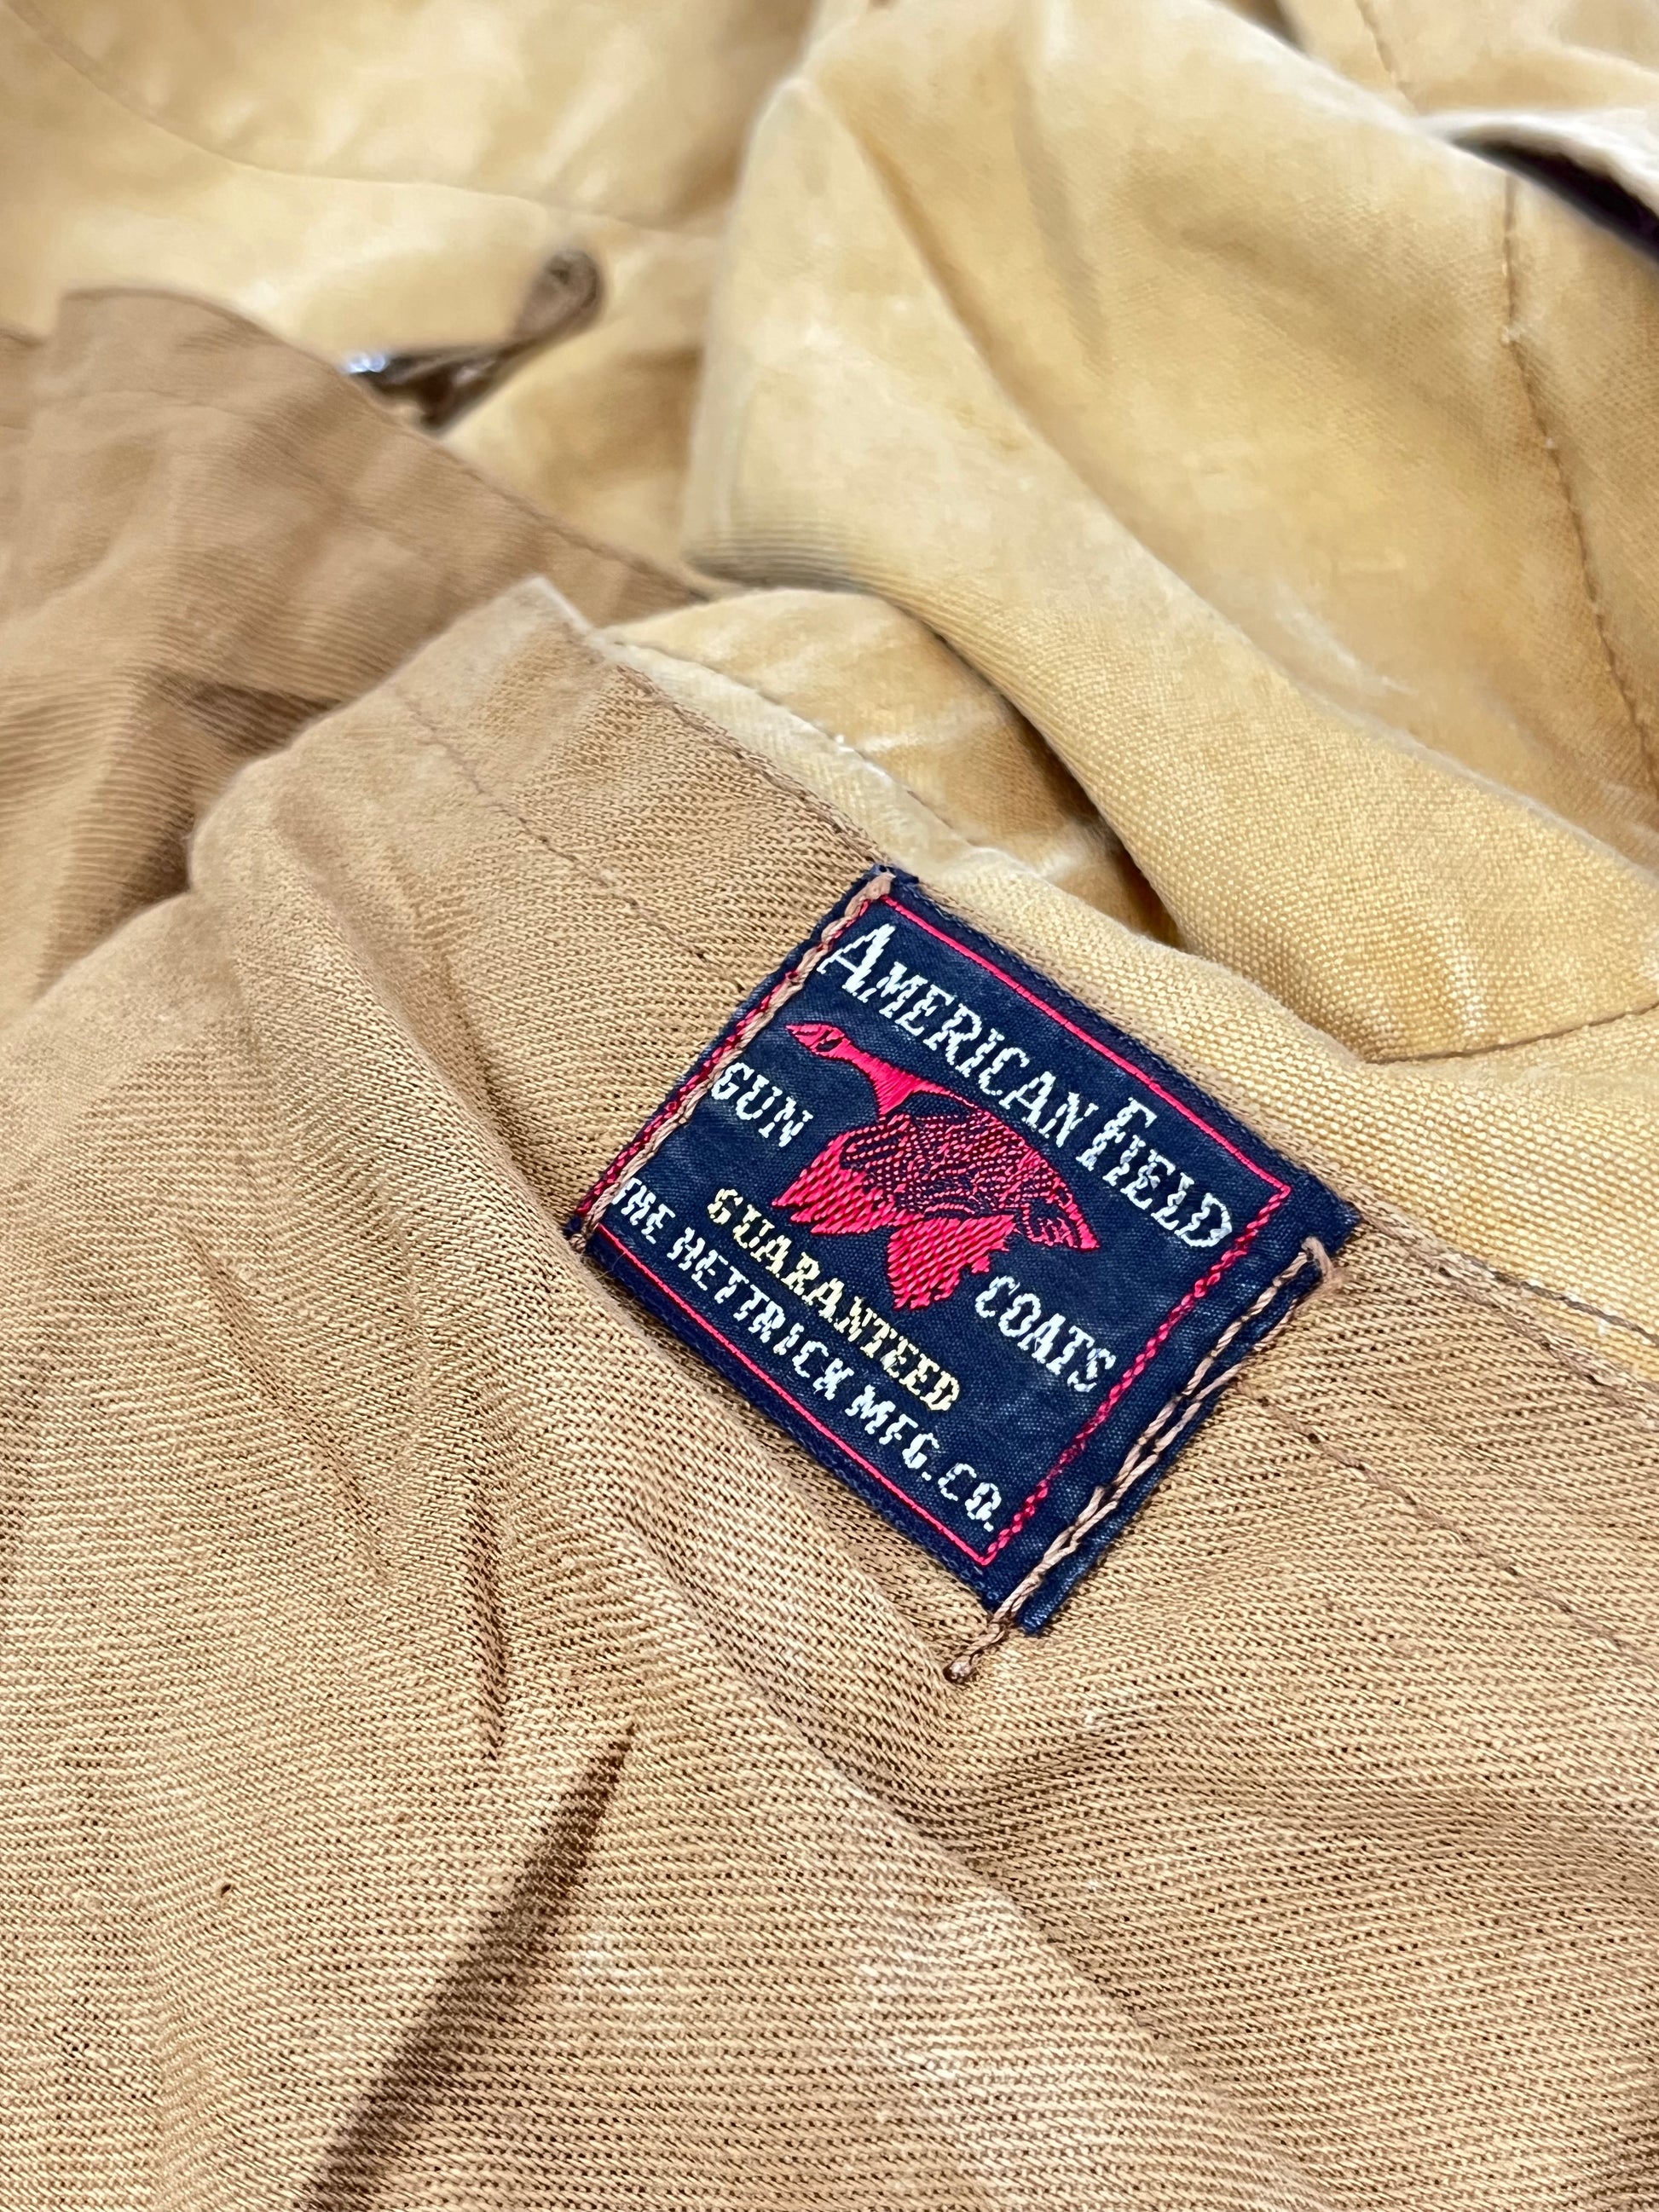 AMERICAN FIELD
GUN COATS
GUARANTEED
THE HETTRICK MFG. CO.